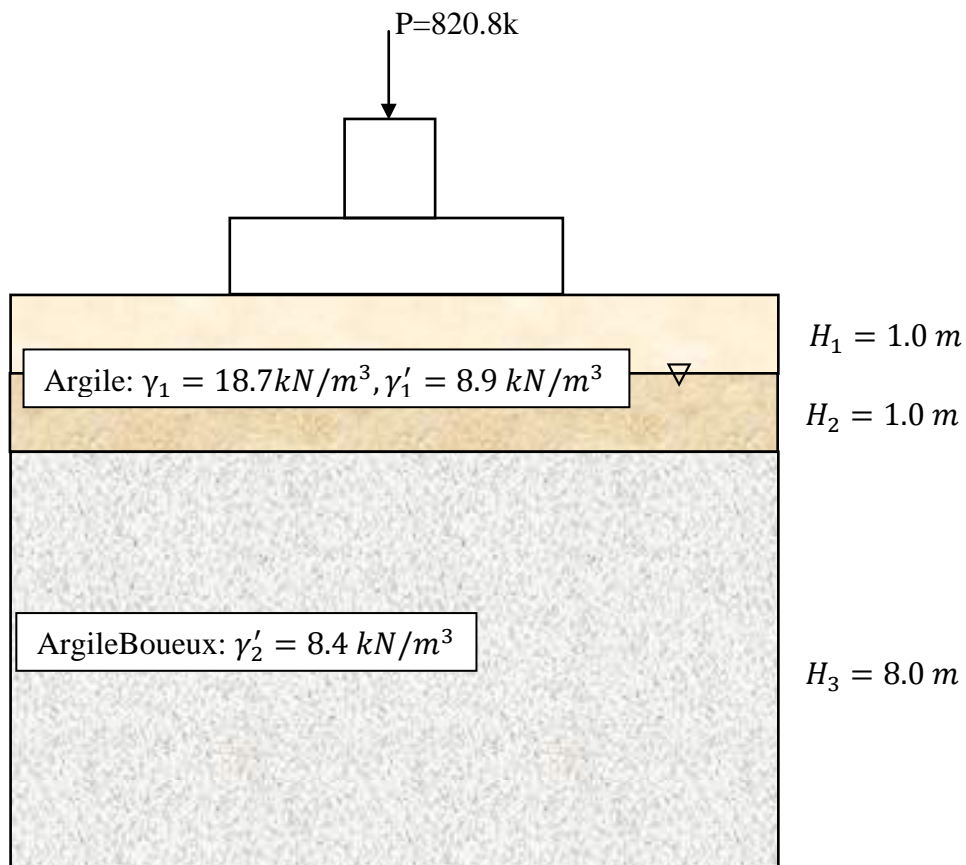 P=820.8k
H₁ = 1.0 m
Argile: γ₁ = 18.7kN/m³, γ₁′ = 8.9 kN/m³
H₂ = 1.0 m
ArgileBoueux: γ₂′ = 8.4 kN/m³
H₃ = 8.0 m